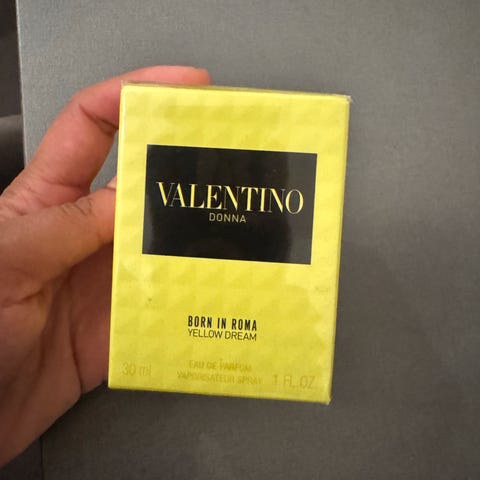 VALENTINO
DONNA
BORN IN ROMA
YELLOW DREAM
EAU DE PARFUM
30 ml VAPORISATEUR SPRAY 1 FL.OZ.